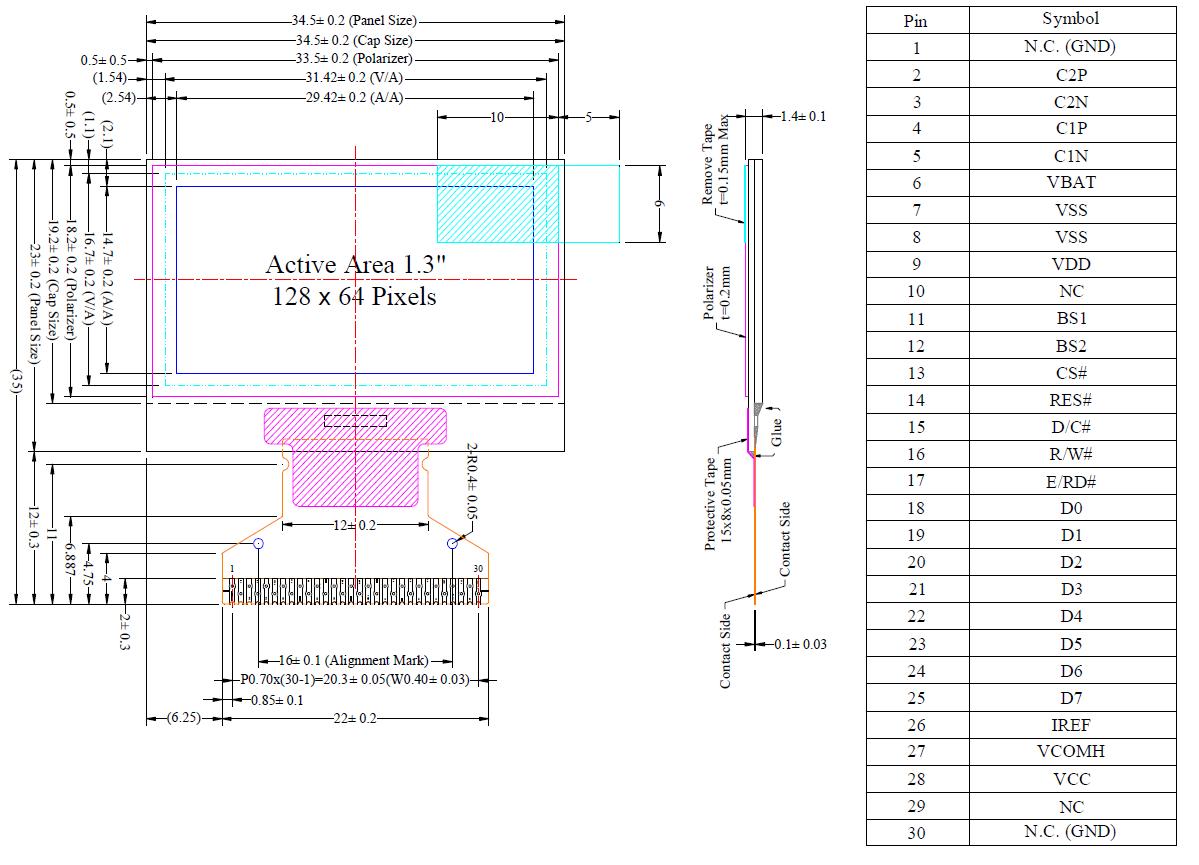 34.5± 0.2 (Panel Size)
34.5± 0.2 (Cap Size)
0.5± 0.5
33.5± 0.2 (Polarizer)
(1.54)
31.42± 0.2 (V/A)
(2.54)
29.42± 0.2 (A/A)
0.5± 0.5
(1.1)
(2.1)
10
5
9
Active Area 1.3"
128 x 64 Pixels
(35)
23± 0.2 (Panel Size)
19.2± 0.2 (Cap Size)
18.2± 0.2 (Polarizer)
16.7± 0.2 (V/A)
14.7± 0.2 (A/A)
12± 0.3
11
6.887
4.75
4
2± 0.3
2-R0.4± 0.05
12± 0.2
1
30
16± 0.1 (Alignment Mark)
P0.70x(30-1)=20.3± 0.05(W0.40± 0.03)
0.85± 0.1
(6.25)
22± 0.2
1.4± 0.1
Remove Tape
t=0.15mm Max
Polarizer
t=0.2mm
Glue
Protective Tape
15x8x0.05mm
Contact Side
Contact Side
0.1± 0.03
Pin Symbol
1 N.C. (GND)
2 C2P
3 C2N
4 C1P
5 C1N
6 VBAT
7 VSS
8 VSS
9 VDD
10 NC
11 BS1
12 BS2
13 CS#
14 RES#
15 D/C#
16 R/W#
17 E/RD#
18 D0
19 D1
20 D2
21 D3
22 D4
23 D5
24 D6
25 D7
26 IREF
27 VCOMH
28 VCC
29 NC
30 N.C. (GND)